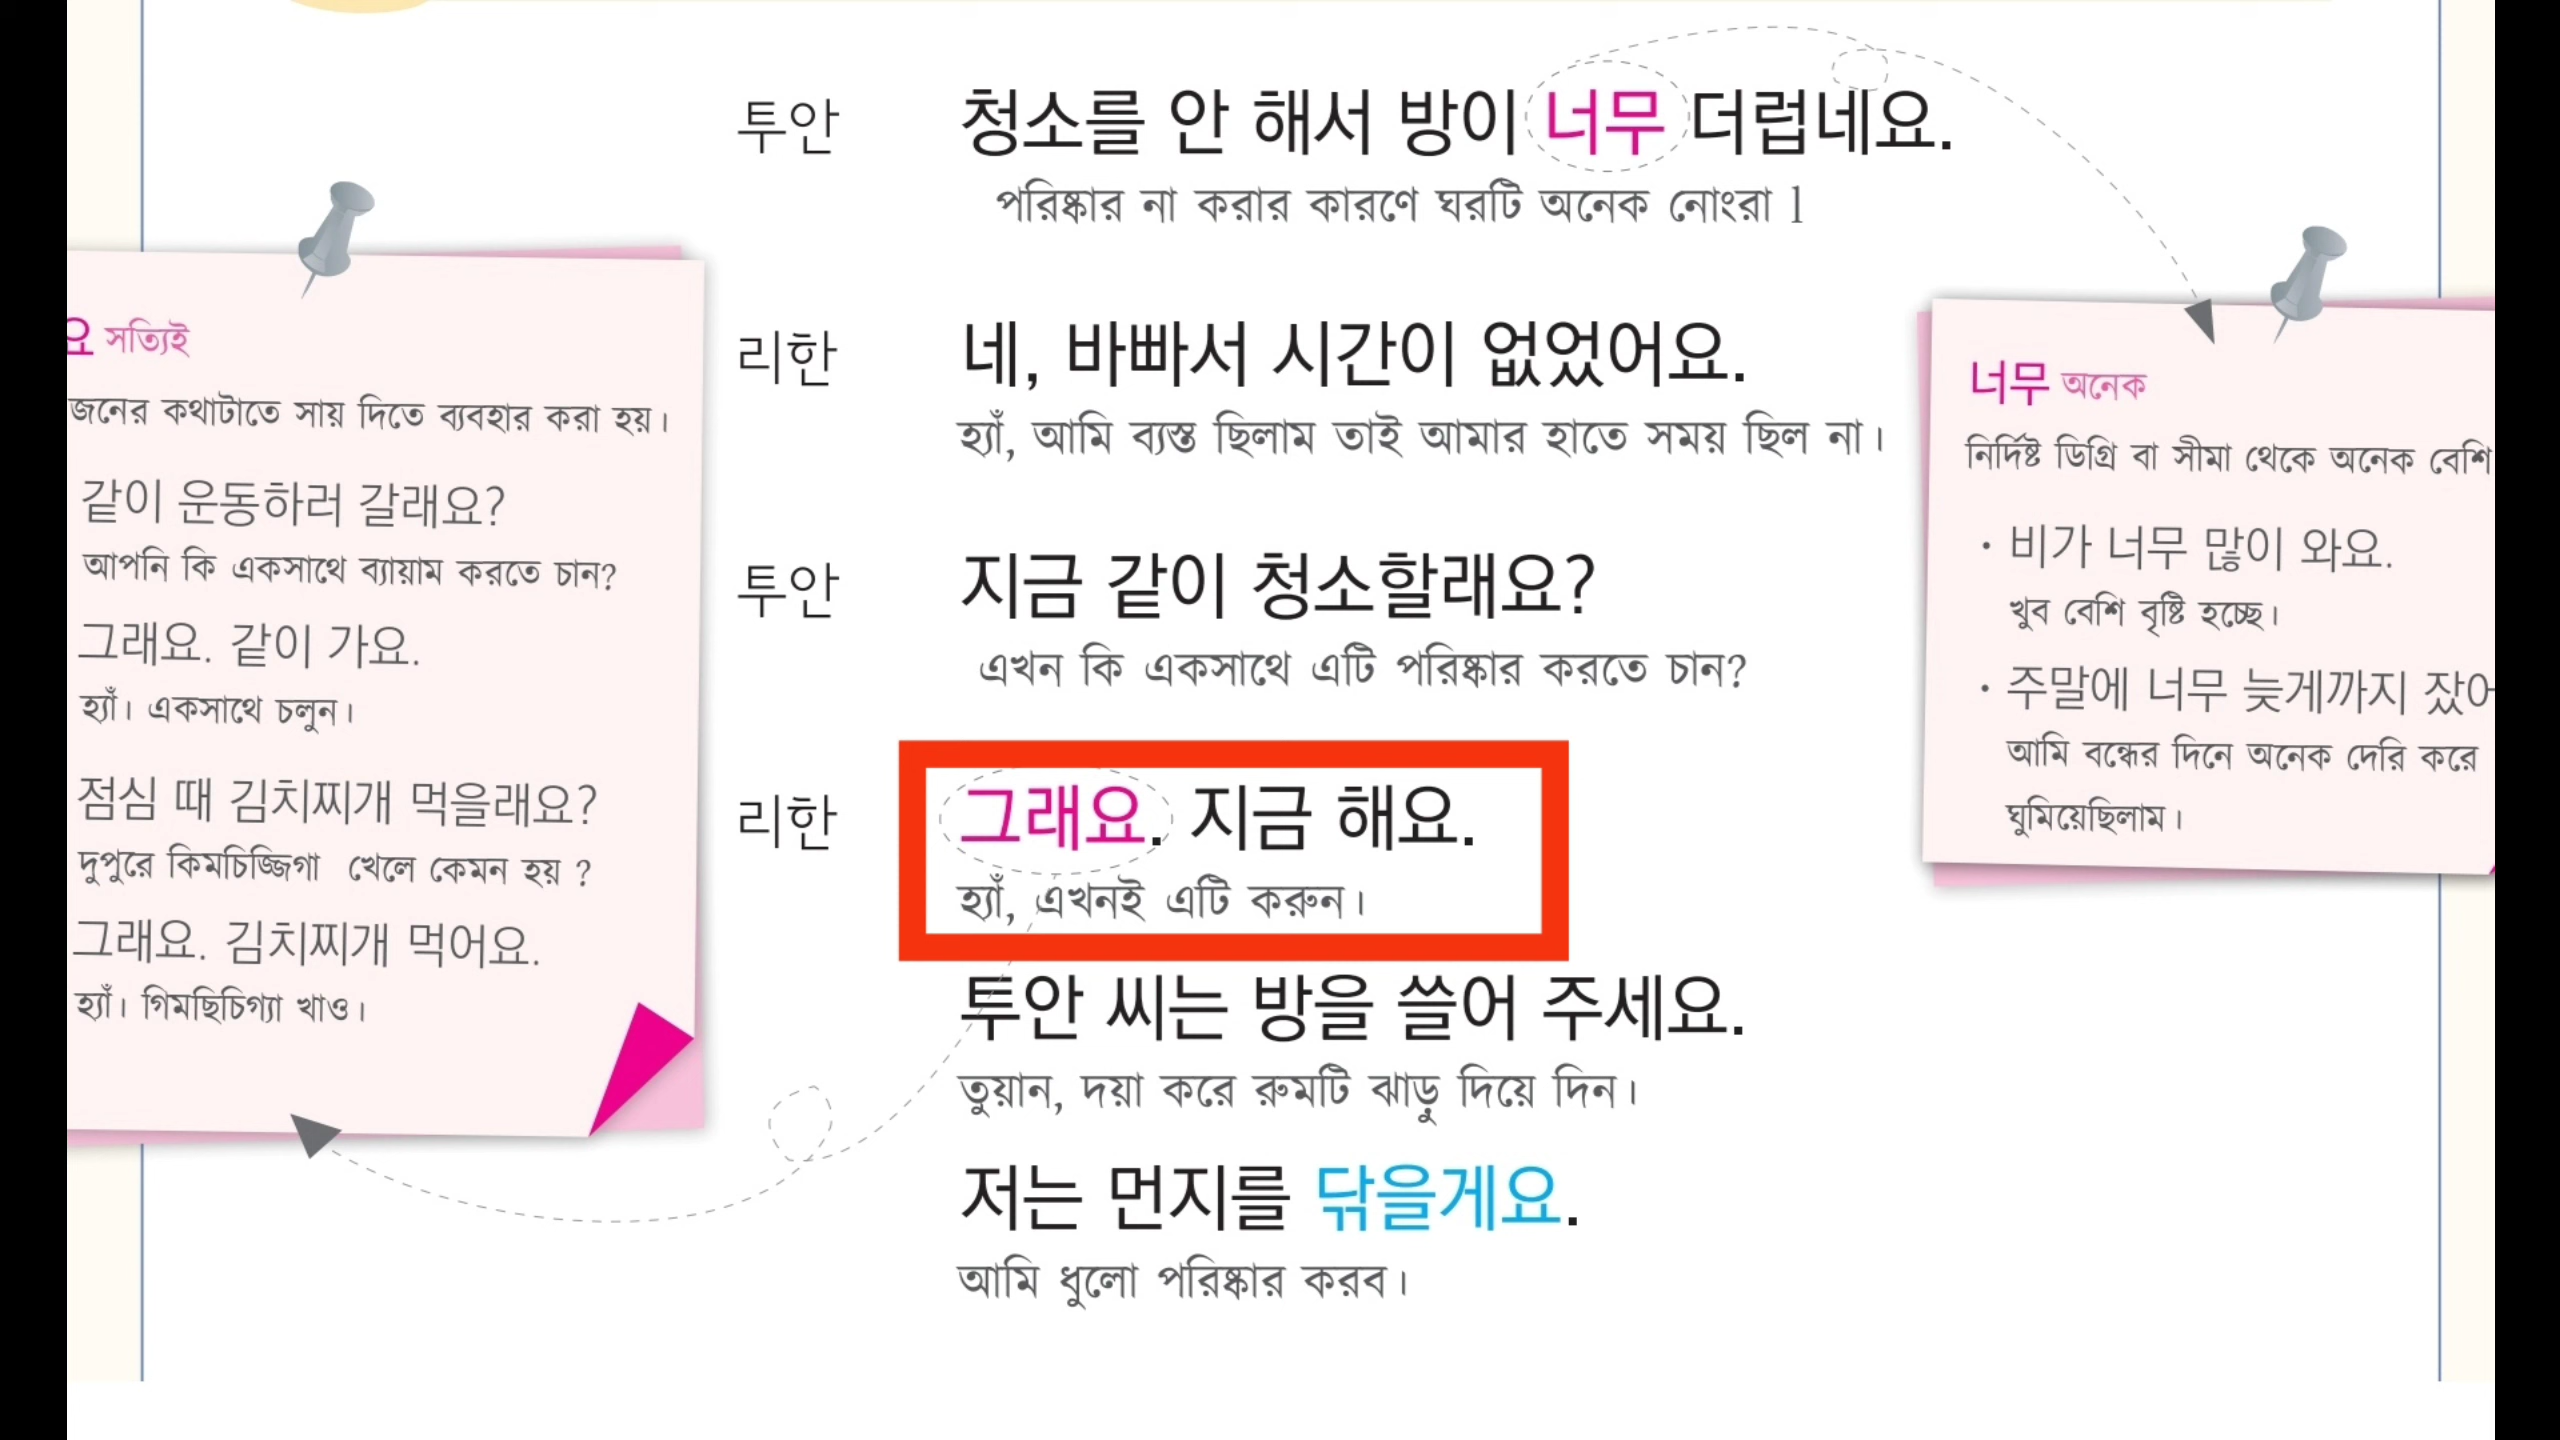 투안 청소를 안 해서 방이 너무 더럽네요.
পরিষ্কার না করার কারণে ঘরটি অনেক নোংরা l
리한 네, 바빠서 시간이 없었어요.
হ্যাঁ, আমি ব্যস্ত ছিলাম তাই আমার হাতে সময় ছিল না।
투안 지금 같이 청소할래요?
এখন কি একসাথে এটি পরিষ্কার করতে চান?
리한 그래요. 지금 해요.
হ্যাঁ, এখনই এটি করুন।
투안 씨는 방을 쓸어 주세요.
তুয়ান, দয়া করে রুমটি ঝাড়ু দিয়ে দিন।
저는 먼지를 닦을게요.
আমি ধুলো পরিষ্কার করব।
요 সত্যিই
জনের কথাটাতে সায় দিতে ব্যবহার করা হয়।
같이 운동하러 갈래요?
আপনি কি একসাথে ব্যায়াম করতে চান?
그래요. 같이 가요.
হ্যাঁ। একসাথে চলুন।
점심 때 김치찌개 먹을래요?
দুপুরে কিমচিজ্জিগা খেলে কেমন হয় ?
그래요. 김치찌개 먹어요.
হ্যাঁ। গিমছিচিগ্যা খাও।
너무 অনেক
নির্দিষ্ট ডিগ্রি বা সীমা থেকে অনেক বেশি
· 비가 너무 많이 와요.
খুব বেশি বৃষ্টি হচ্ছে।
· 주말에 너무 늦게까지 잤어
আমি বন্ধের দিনে অনেক দেরি করে
ঘুমিয়েছিলাম।